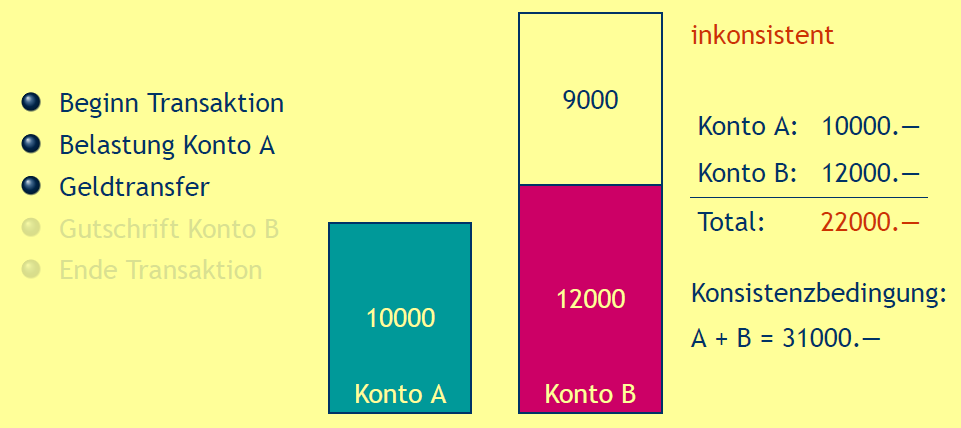 Beginn Transaktion
Belastung Konto A
Geldtransfer
Gutschrift Konto B
Ende Transaktion
10000
Konto A
9000
12000
Konto B
inkonsistent
Konto A: 10000.—
Konto B: 12000.—
Total: 22000.—
Konsistenzbedingung:
A + B = 31000.—